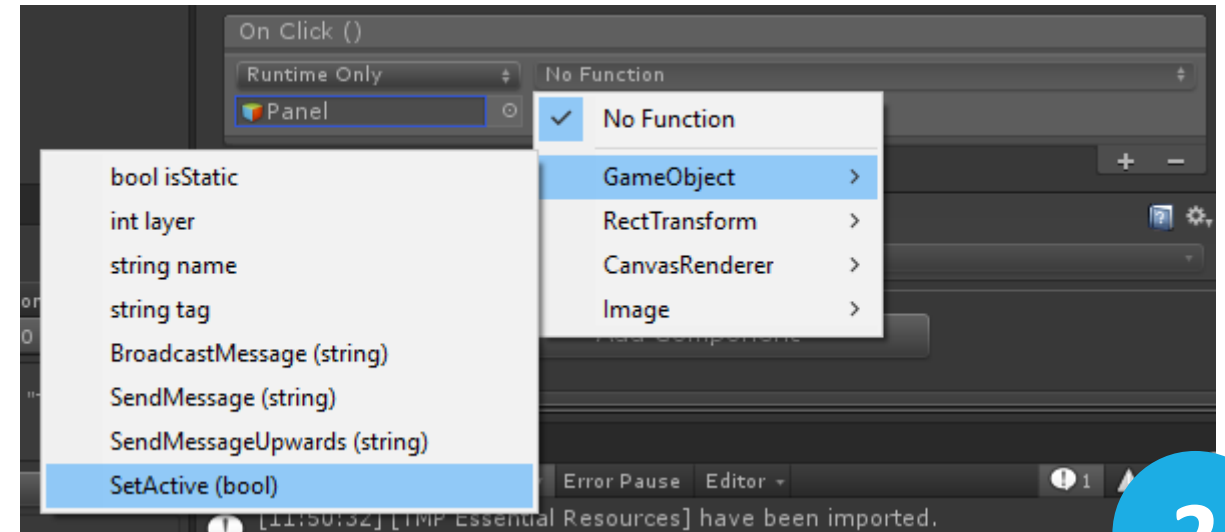 On Click ()
Runtime Only
No Function
Panel
No Function
GameObject
RectTransform
CanvasRenderer
Image
bool isStatic
int layer
string name
string tag
BroadcastMessage (string)
SendMessage (string)
SendMessageUpwards (string)
SetActive (bool)
Error Pause Editor
1
[11:50:32] [TMP Essential Resources] have been imported.